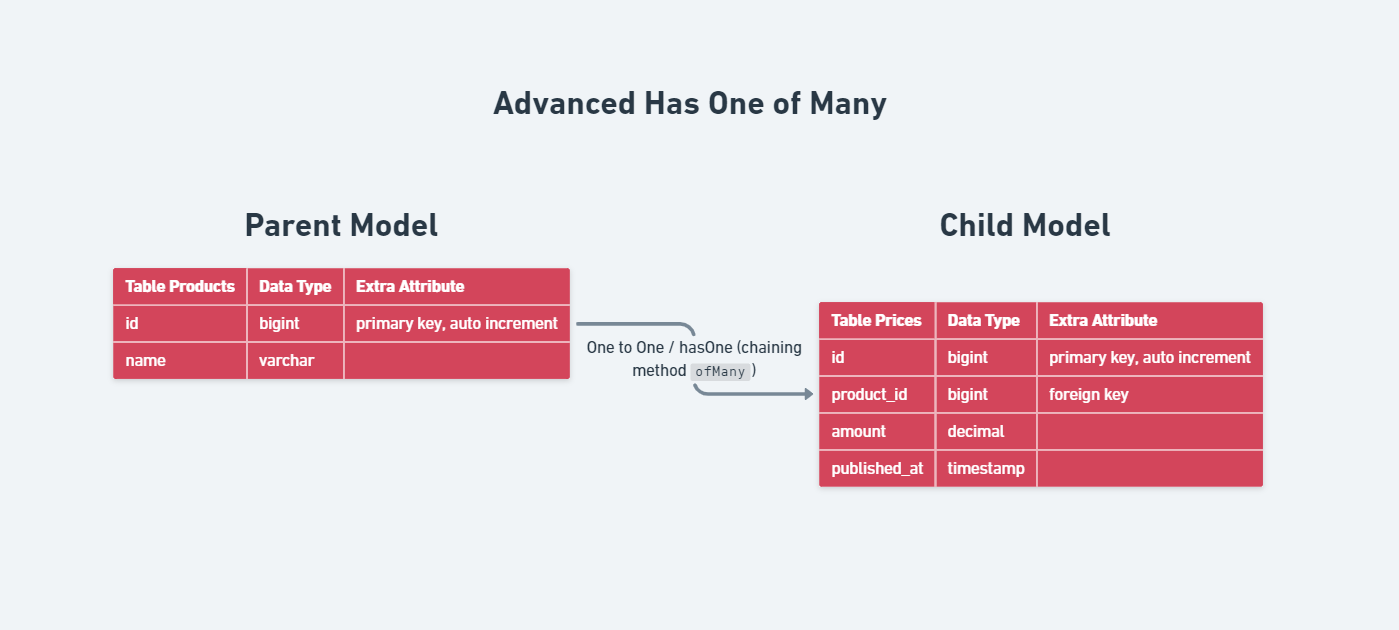 Advanced Has One of Many
Parent Model
Table Products Data Type Extra Attribute
id bigint primary key, auto increment
name varchar
One to One / hasOne (chaining
method ofMany )
Child Model
Table Prices Data Type Extra Attribute
id bigint primary key, auto increment
product_id bigint foreign key
amount decimal
published_at timestamp